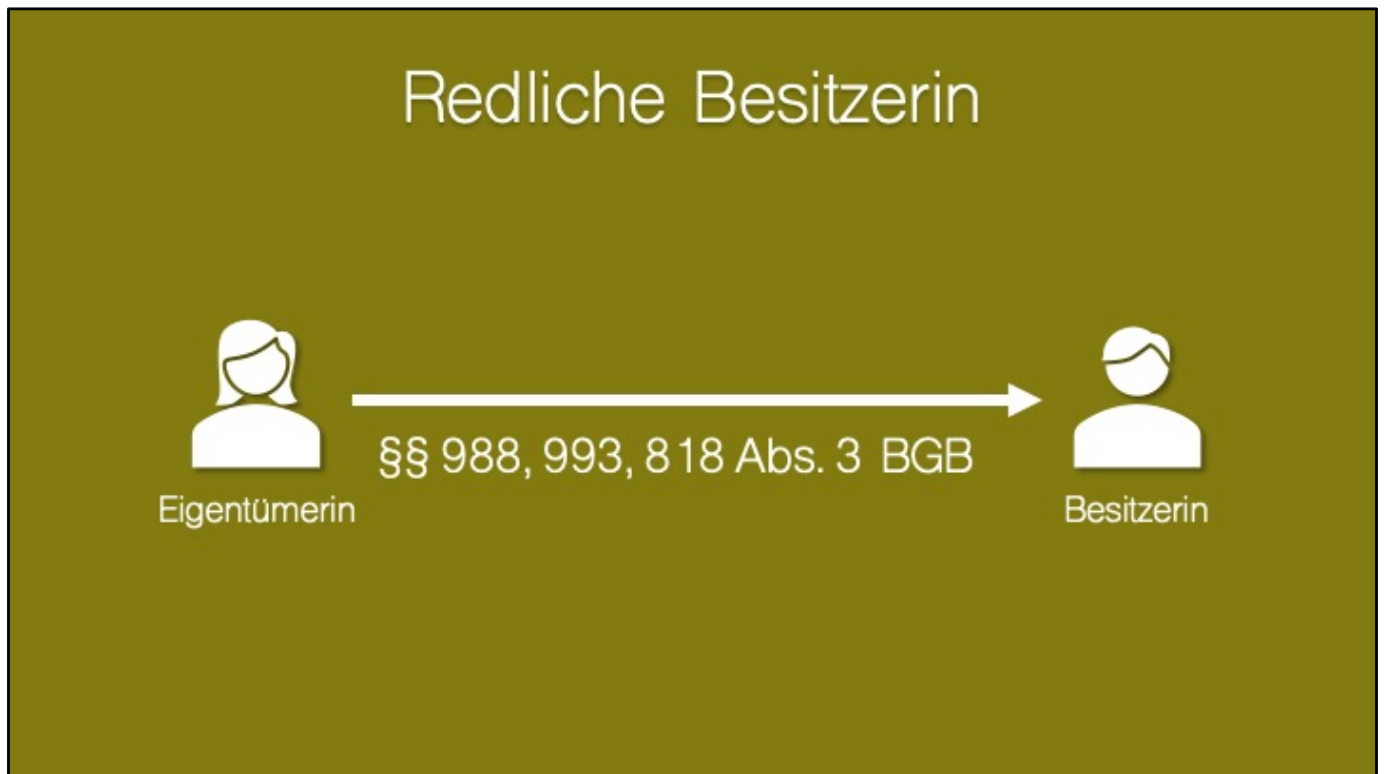 Redliche Besitzerin
§§ 988, 993, 818 Abs. 3 BGB
Eigentümerin
Besitzerin